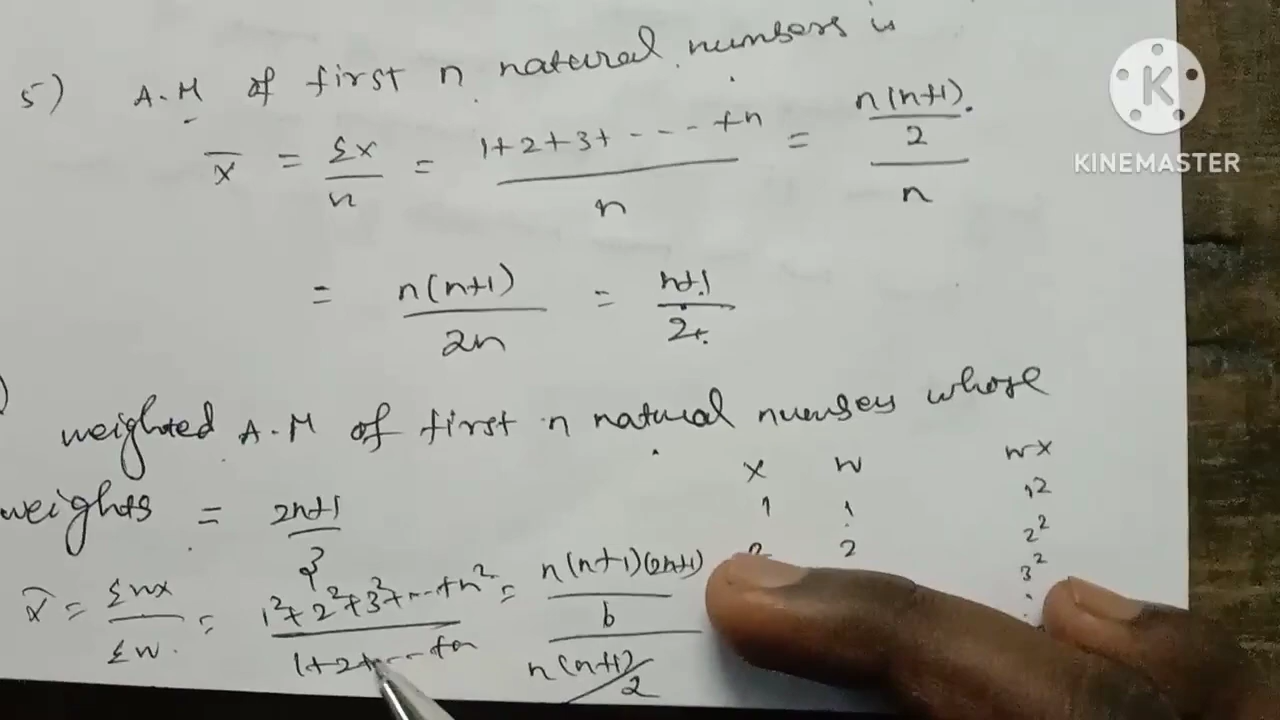 5) A.M of first n natural numbers is
x̄ = Σx/n = 1+2+3+----+n/n = n(n+1)/2/n
= n(n+1)/2n = n+1/2
weighted A.M of first n natural numbers whose
weights = 2n+1/3
x w wx
1 1 1²
2 2 2²
3²
x̄ = Σwx/Σw = 1²+2²+3²+---+n²/1+2+---+n = n(n+1)(2n+1)/6/n(n+1)/2
K
KINEMASTER